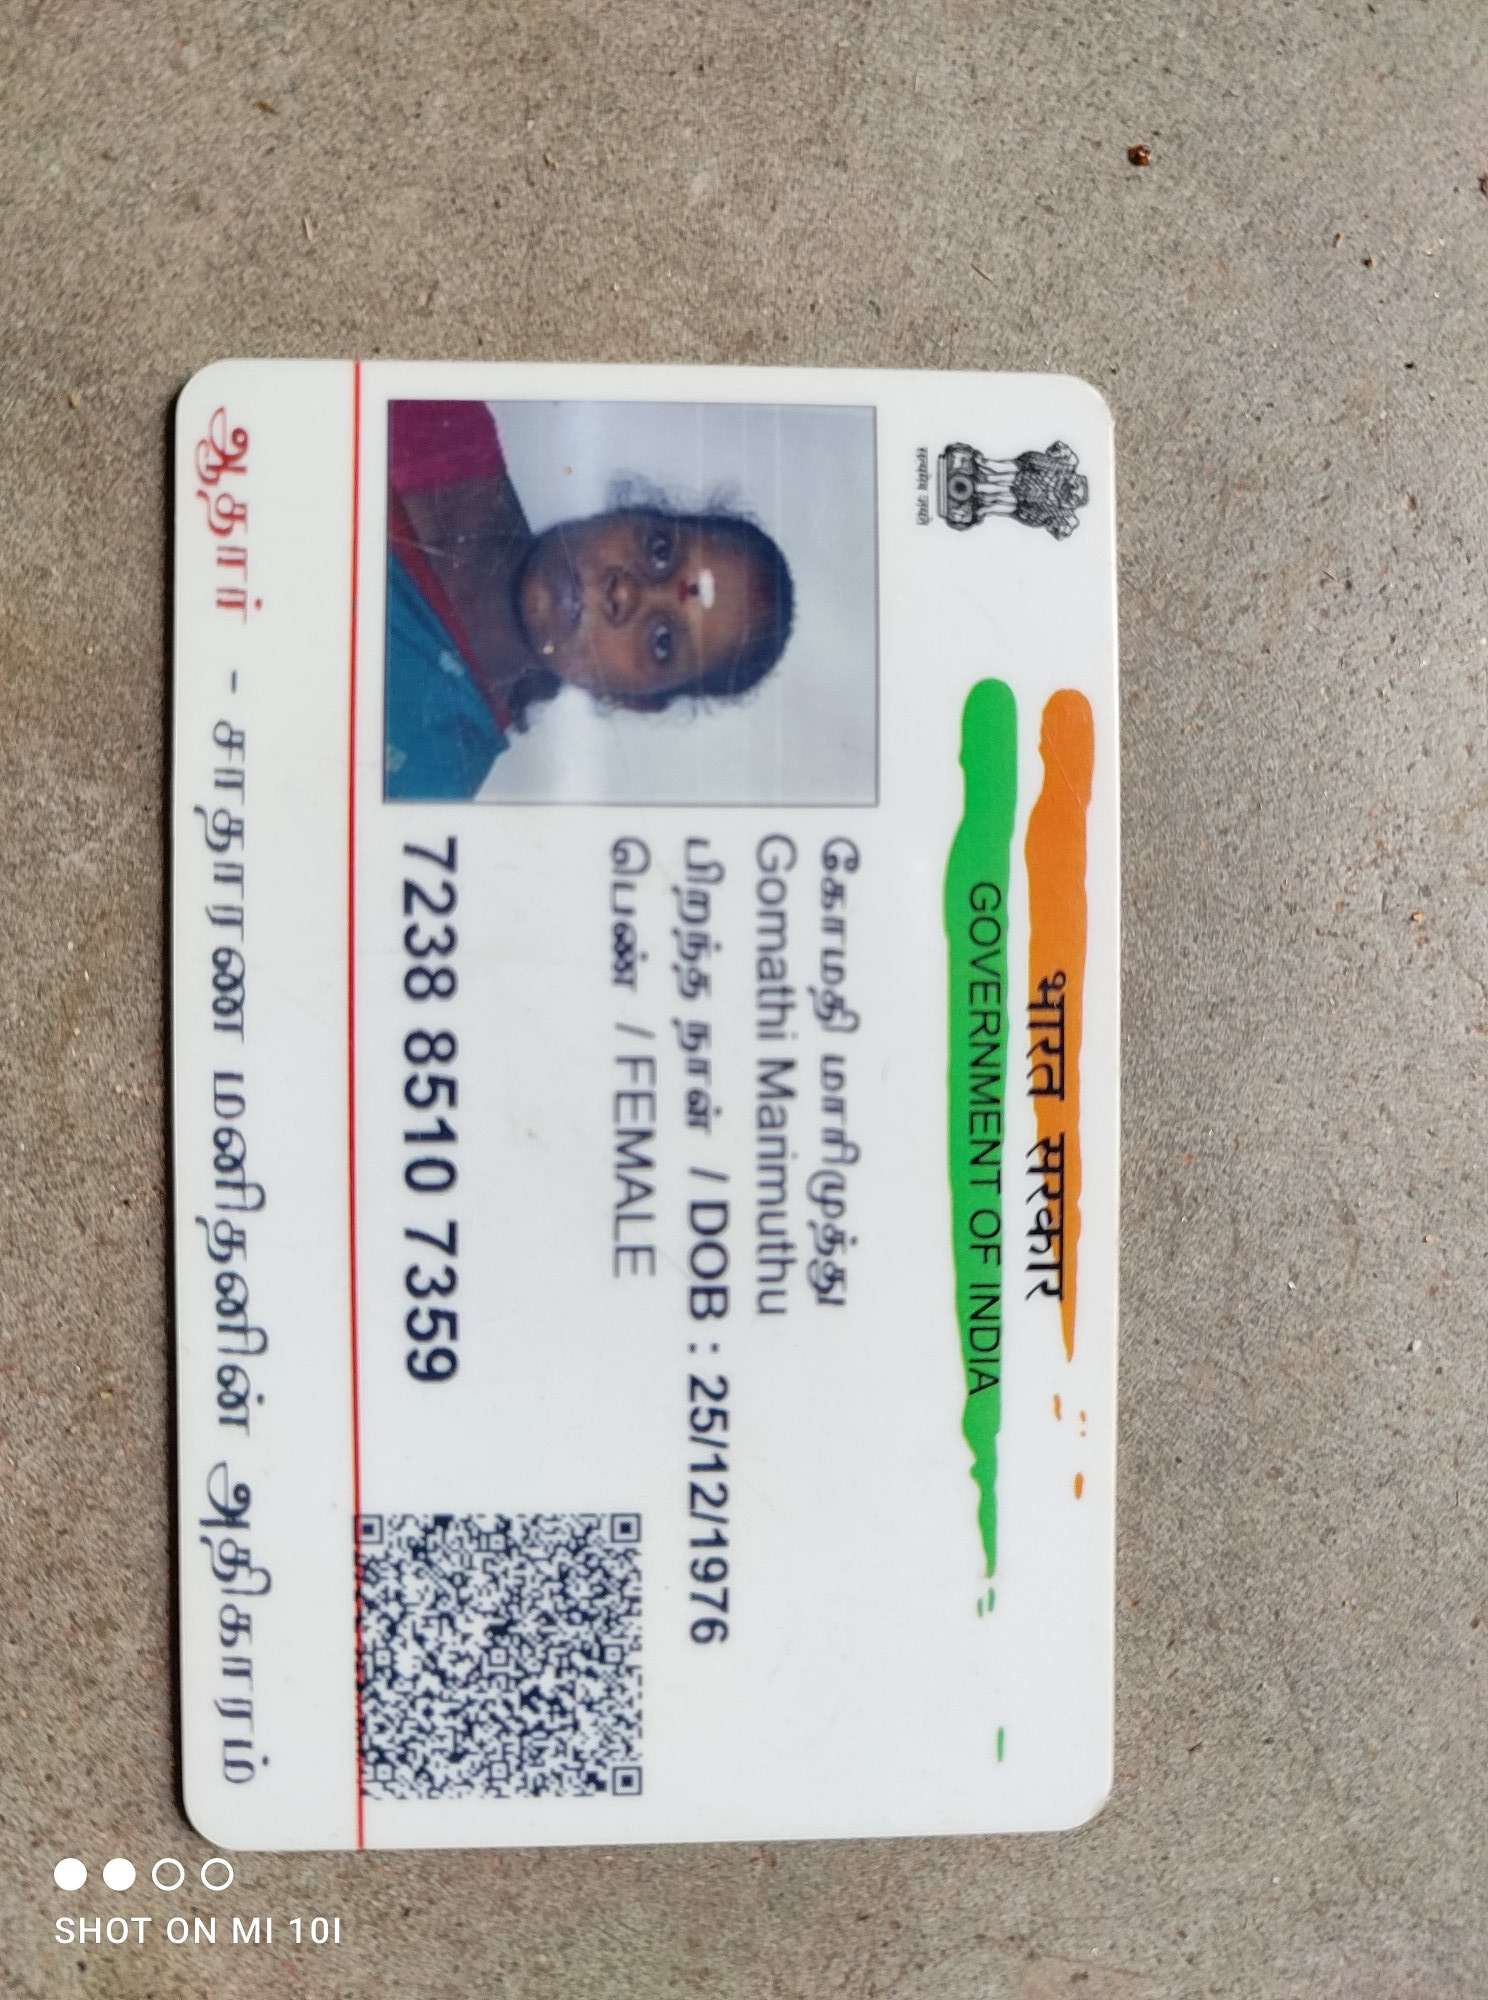 भारत सरकार
GOVERNMENT OF INDIA
सत्यमेव जयते
கோமதி மாரிமுத்து
Gomathi Marimuthu
பிறந்த நாள் / DOB : 25/12/1976
பெண் / FEMALE
7238 8510 7359
ஆதார் - சாதாரண மனிதனின் அதிகாரம்
SHOT ON MI 10I